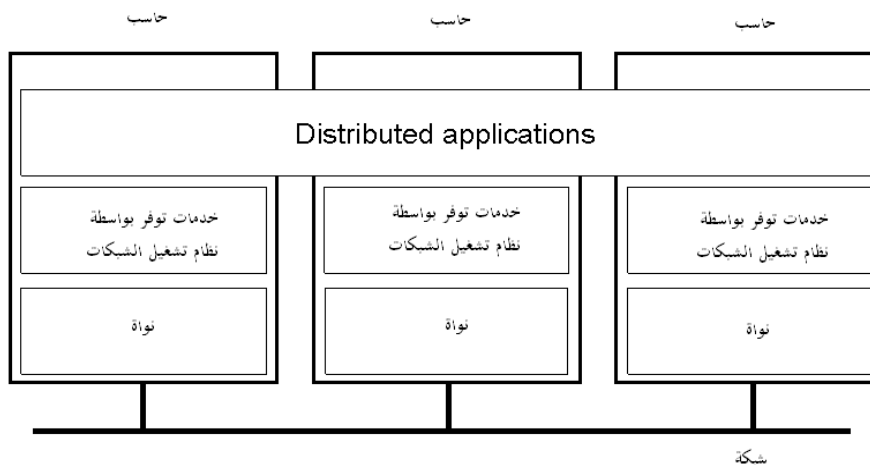 حاسب
حاسب
حاسب
Distributed applications
خدمات توفر بواسطة
نظام تشغيل الشبكات
خدمات توفر بواسطة
نظام تشغيل الشبكات
خدمات توفر بواسطة
نظام تشغيل الشبكات
نواة
نواة
نواة
شبكة